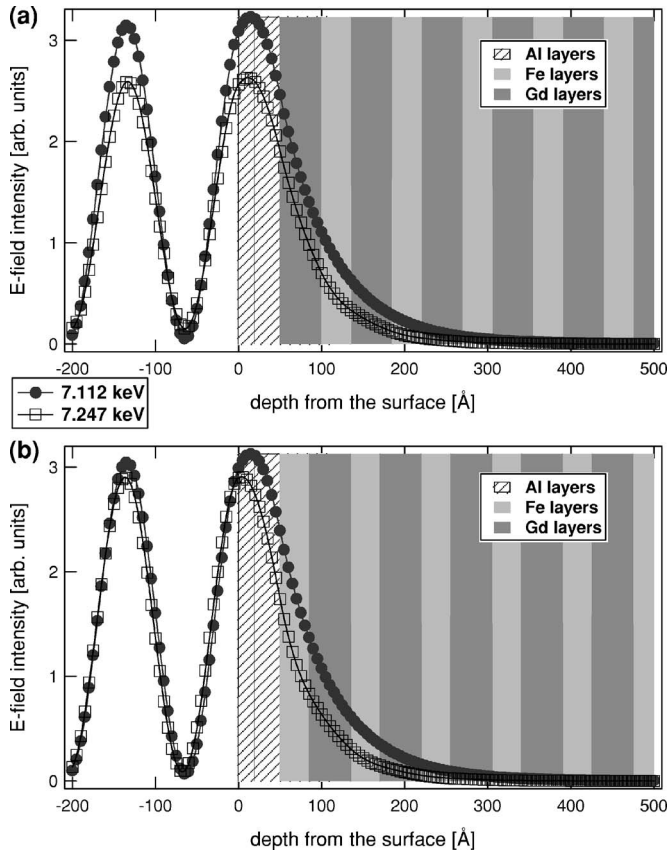 (a)
E-field intensity [arb. units]
3
2
1
0
Al layers
Fe layers
Gd layers
-200 -100 0 100 200 300 400 500
depth from the surface [Å]
7.112 keV
7.247 keV
(b)
E-field intensity [arb. units]
3
2
1
0
Al layers
Fe layers
Gd layers
-200 -100 0 100 200 300 400 500
depth from the surface [Å]